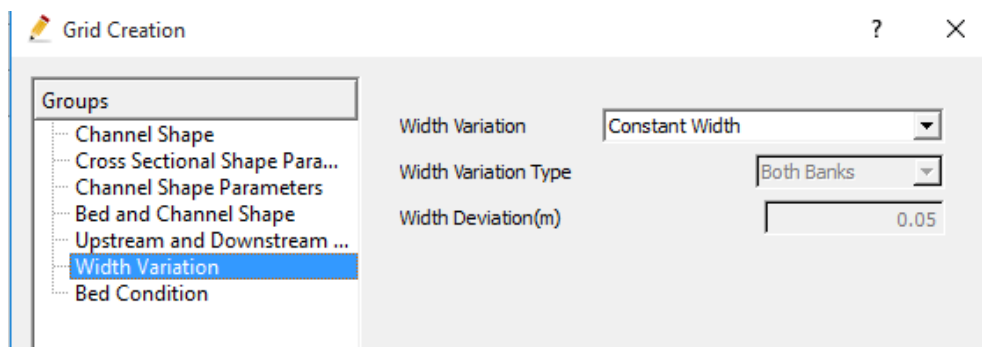 Grid Creation ?
Groups
Channel Shape
Cross Sectional Shape Para...
Channel Shape Parameters
Bed and Channel Shape
Upstream and Downstream ...
Width Variation
Bed Condition
Width Variation Constant Width
Width Variation Type Both Banks
Width Deviation(m) 0.05